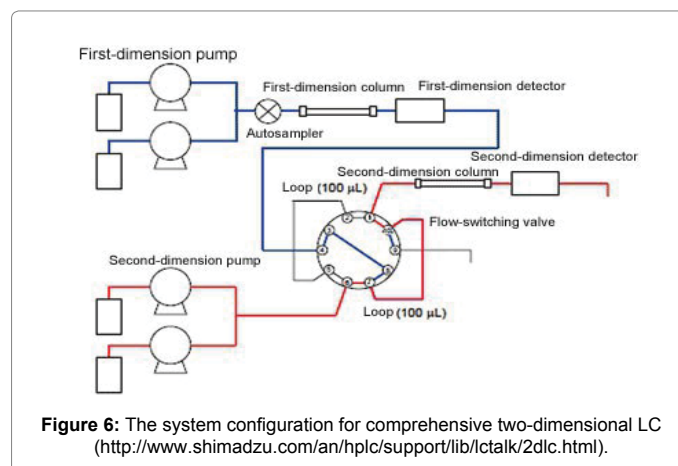 First-dimension pump
First-dimension column
First-dimension detector
Autosampler
Second-dimension detector
Second-dimension column
Loop (100 µL)
Flow-switching valve
Second-dimension pump
Loop (100 µL)
Figure 6: The system configuration for comprehensive two-dimensional LC
(http://www.shimadzu.com/an/hplc/support/lib/lctalk/2dlc.html).